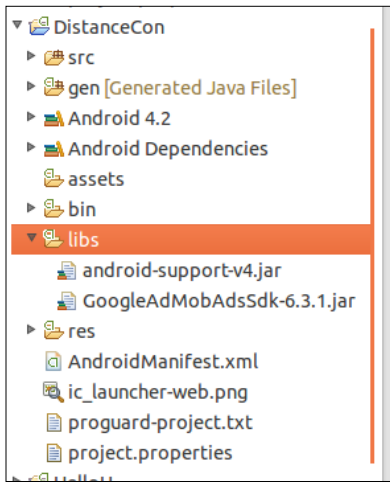 DistanceCon
src
gen [Generated Java Files]
Android 4.2
Android Dependencies
assets
bin
libs
android-support-v4.jar
GoogleAdMobAdsSdk-6.3.1.jar
res
AndroidManifest.xml
ic_launcher-web.png
proguard-project.txt
project.properties